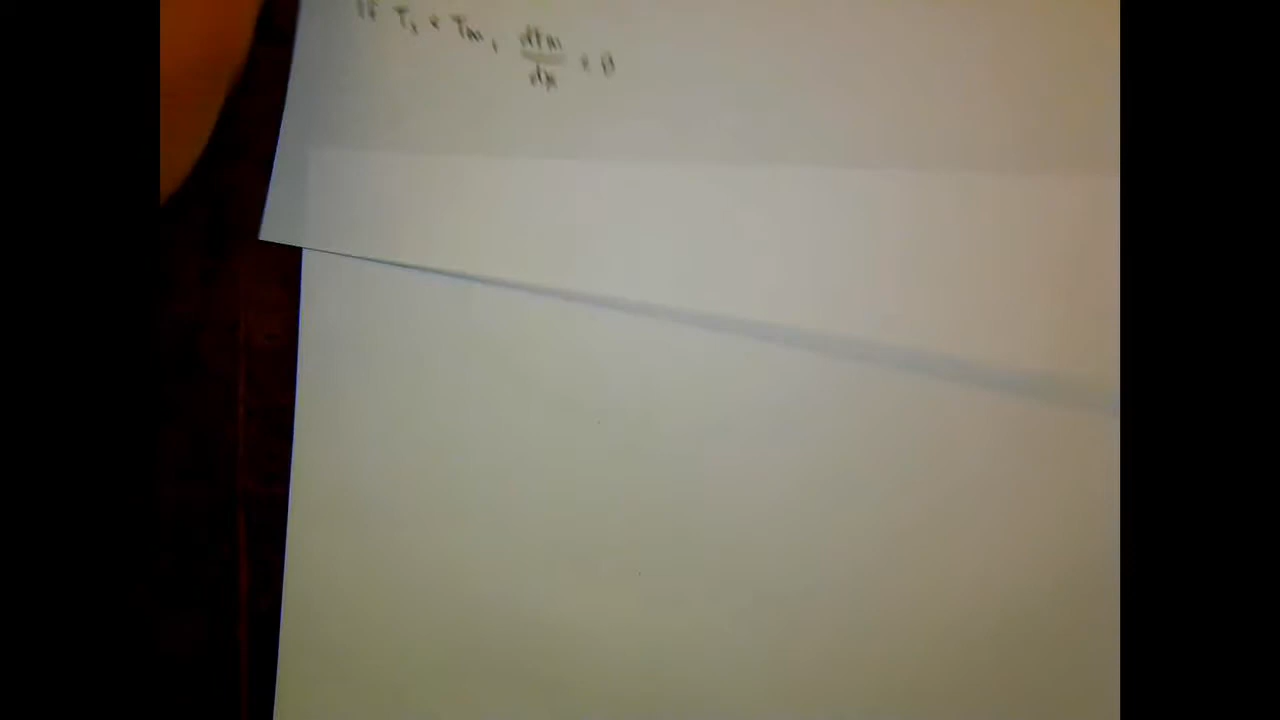 If Ts < Tm, dTm/dx < 0